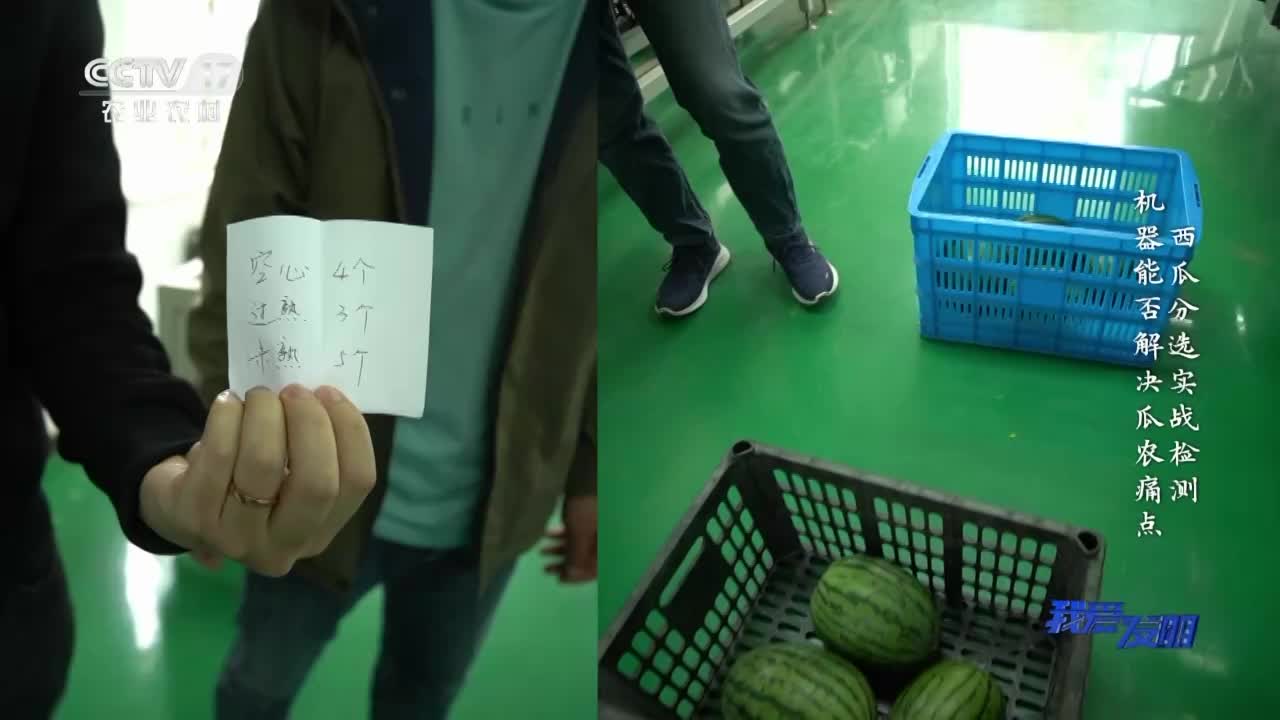 CCTV 17
农业农村
空心 4个
过熟 3个
未熟 5个
西瓜分选实战检测
机器能否解决瓜农痛点
我爱发明